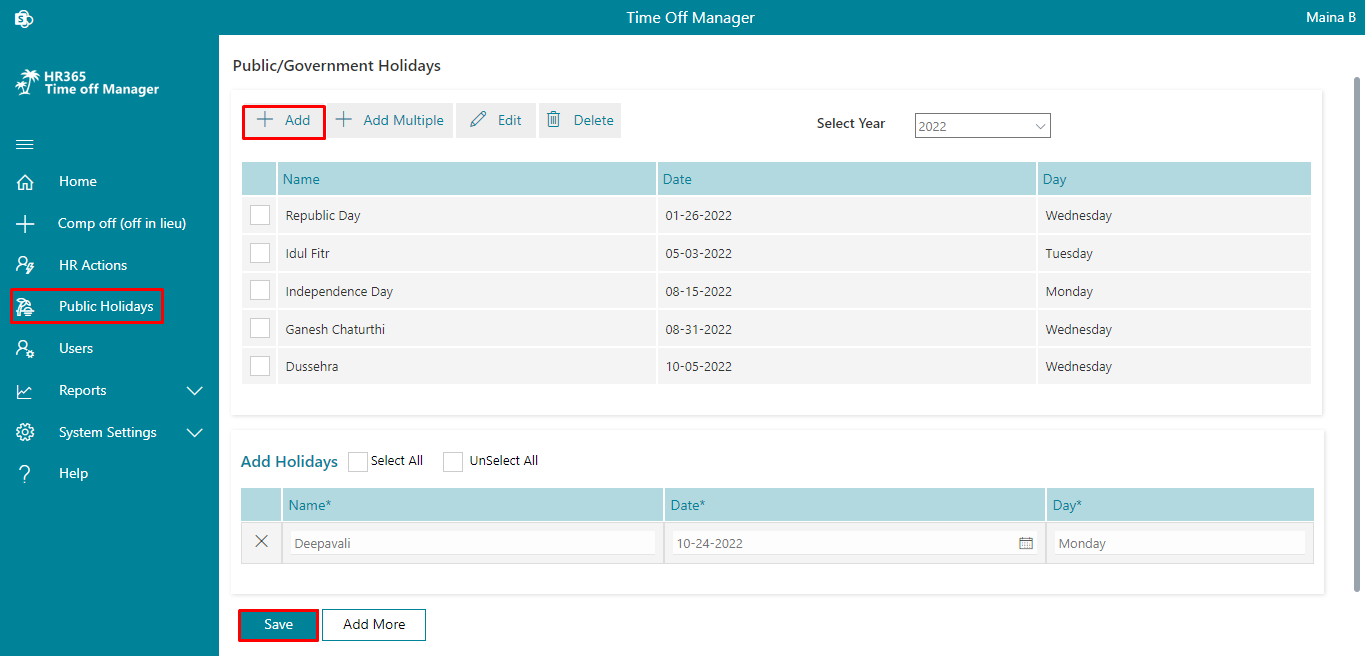 Time Off Manager
Maina B
HR365
Time off Manager
Home
Comp off (off in lieu)
HR Actions
Public Holidays
Users
Reports
System Settings
Help
Public/Government Holidays
Add Add Multiple Edit Delete
Select Year 2022
Name Date Day
Republic Day 01-26-2022 Wednesday
Idul Fitr 05-03-2022 Tuesday
Independence Day 08-15-2022 Monday
Ganesh Chaturthi 08-31-2022 Wednesday
Dussehra 10-05-2022 Wednesday
Add Holidays Select All UnSelect All
Name* Date* Day*
Deepavali 10-24-2022 Monday
Save Add More